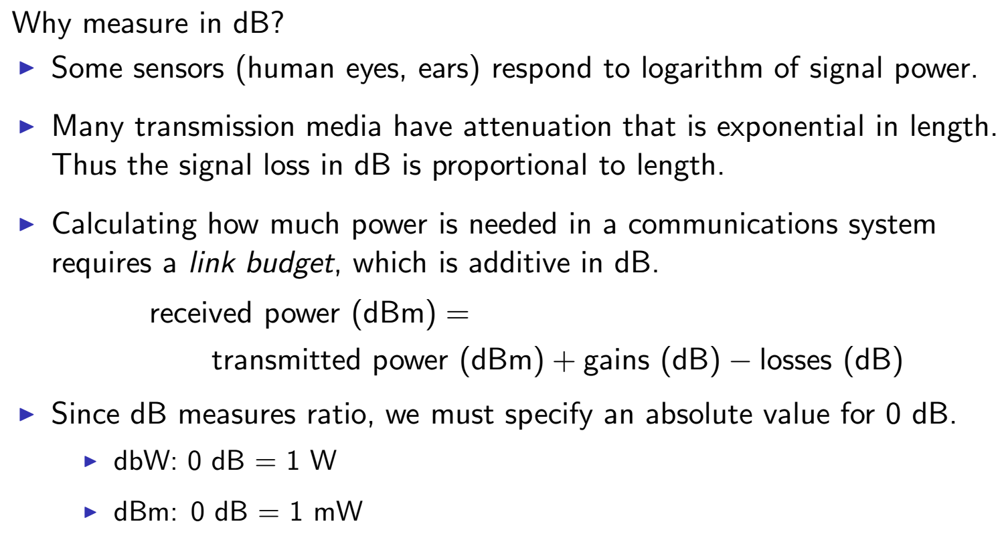 Why measure in dB?
▶ Some sensors (human eyes, ears) respond to logarithm of signal power.
▶ Many transmission media have attenuation that is exponential in length.
Thus the signal loss in dB is proportional to length.
▶ Calculating how much power is needed in a communications system
requires a link budget, which is additive in dB.
received power (dBm) =
transmitted power (dBm) + gains (dB) − losses (dB)
▶ Since dB measures ratio, we must specify an absolute value for 0 dB.
▶ dbW: 0 dB = 1 W
▶ dBm: 0 dB = 1 mW